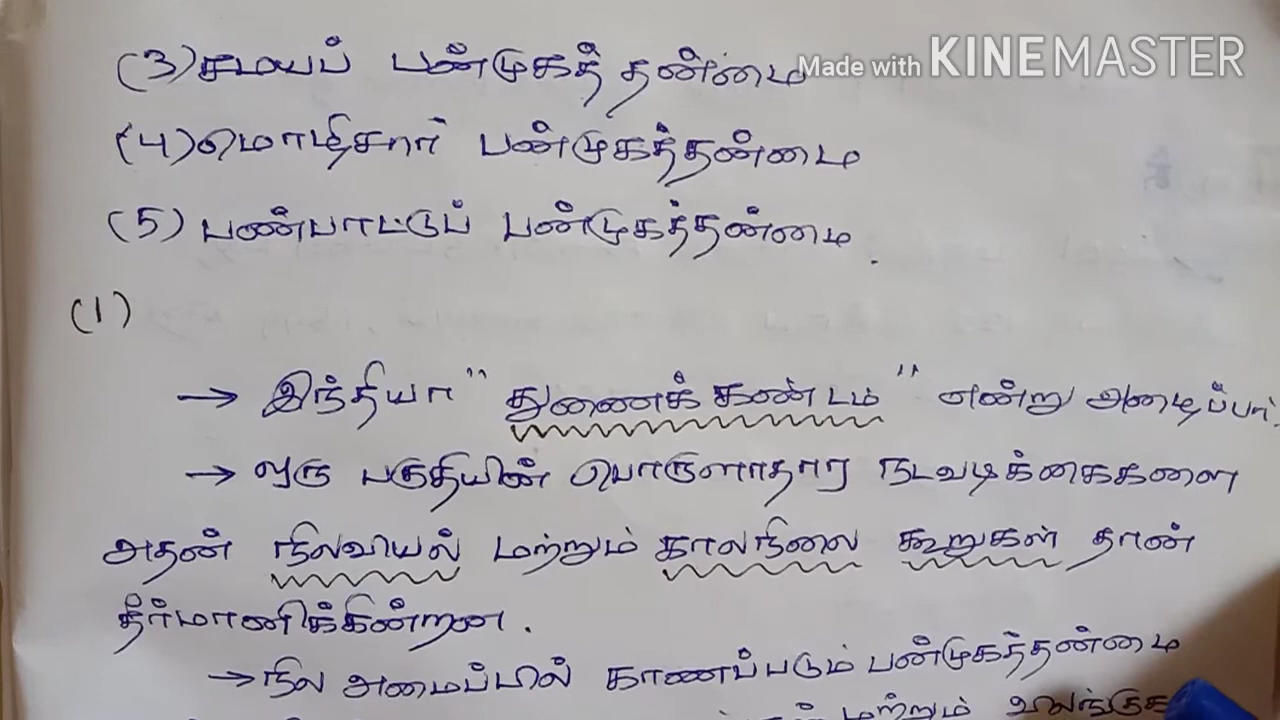 Made with KINEMASTER
(3) சமயப் பன்முகத் தன்மை
(4) மொழிசார் பன்முகத்தன்மை
(5) பண்பாட்டுப் பன்முகத்தன்மை.
(1)
→ இந்தியா "துணைக் கண்டம்" என்று அழைப்பர்.
→ ஒரு பகுதியின் பொருளாதார நடவடிக்கைகளை
அதன் நிலவியல் மற்றும் காலநிலை கூறுகள் தான்
தீர்மானிக்கின்றன.
→ நில அமைப்பில் காணப்படும் பன்முகத்தன்மை
மற்றும்